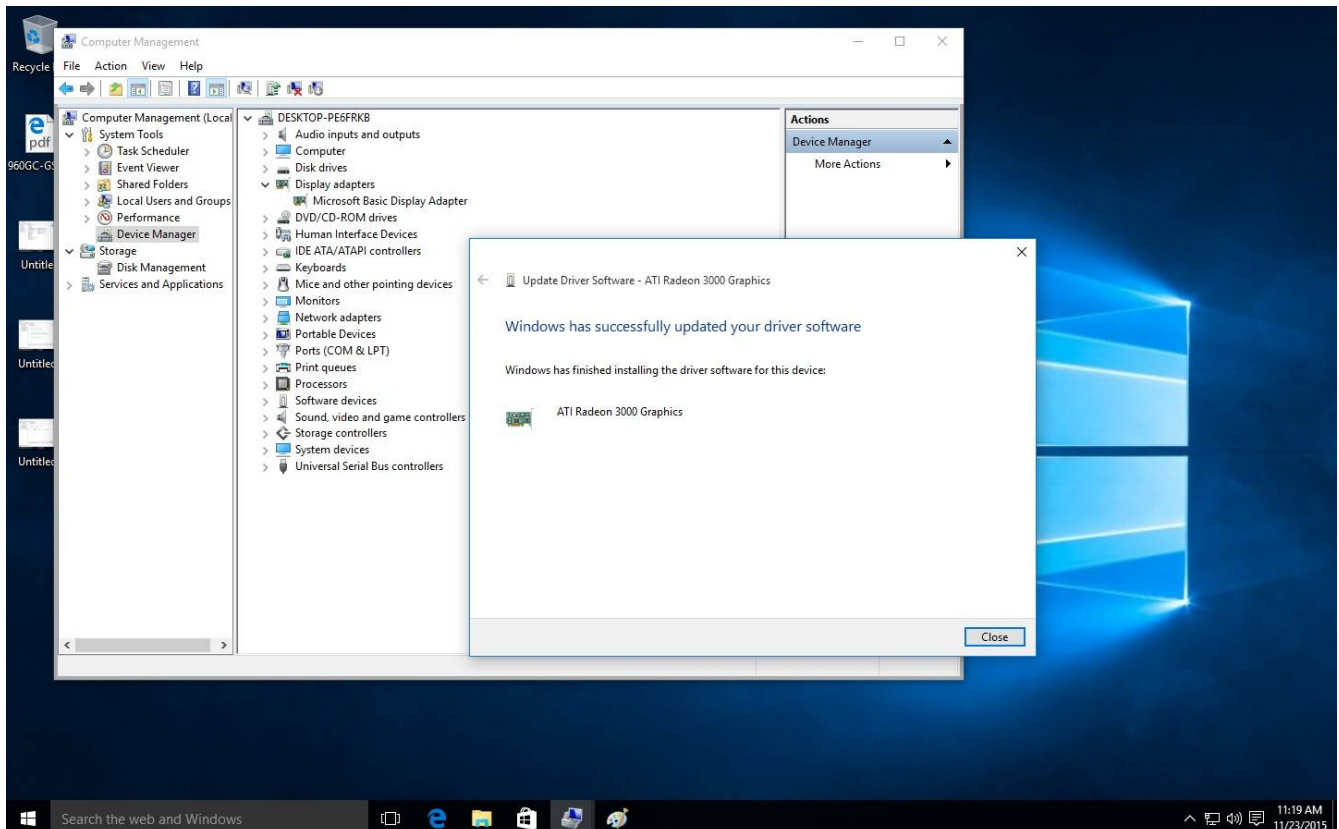 Recycle
pdf
960GC-GS
Untitle
Untitled
Untitled
Computer Management
File Action View Help
Computer Management (Local
System Tools
Task Scheduler
Event Viewer
Shared Folders
Local Users and Groups
Performance
Device Manager
Storage
Disk Management
Services and Applications
DESKTOP-PE6FRKB
Audio inputs and outputs
Computer
Disk drives
Display adapters
Microsoft Basic Display Adapter
DVD/CD-ROM drives
Human Interface Devices
IDE ATA/ATAPI controllers
Keyboards
Mice and other pointing devices
Monitors
Network adapters
Portable Devices
Ports (COM & LPT)
Print queues
Processors
Software devices
Sound, video and game controllers
Storage controllers
System devices
Universal Serial Bus controllers
Actions
Device Manager
More Actions
Update Driver Software - ATI Radeon 3000 Graphics
Windows has successfully updated your driver software
Windows has finished installing the driver software for this device:
ATI Radeon 3000 Graphics
Close
Search the web and Windows
11:19 AM
11/23/2015